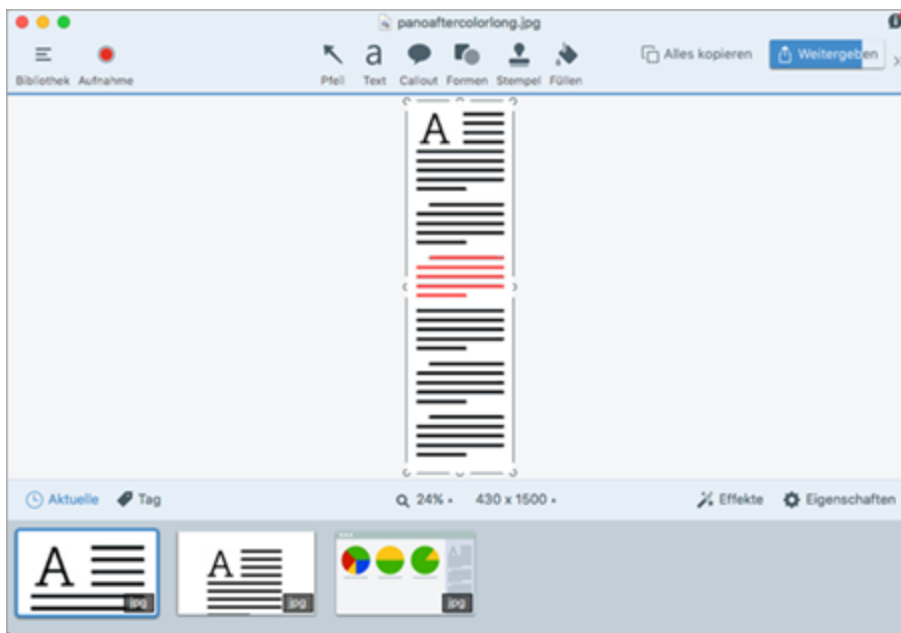 panoaftercolorlong.jpg
Bibliothek Aufnahme Pfeil Text Callout Formen Stempel Füllen Alles kopieren Weitergeben
A
Aktuelle Tag 24% 430 x 1500 Effekte Eigenschaften
A jpg A jpg jpg